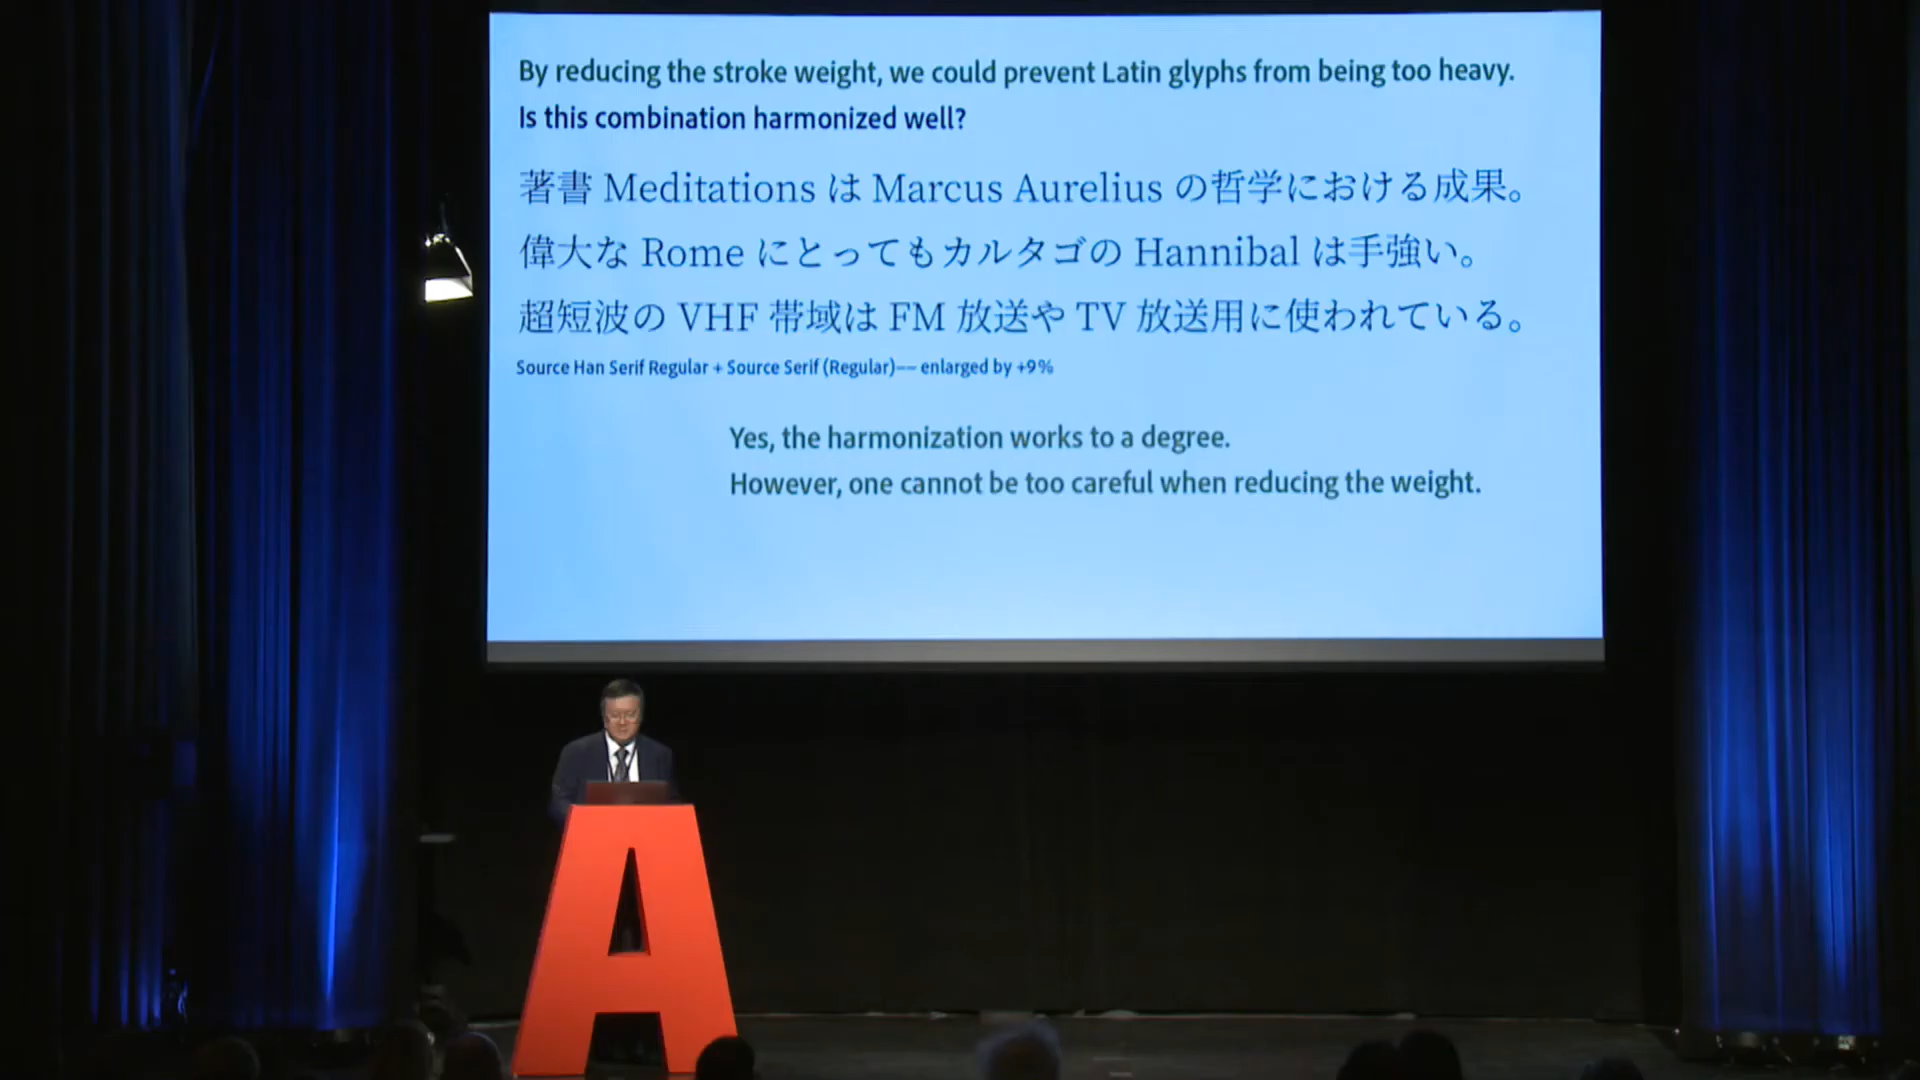 By reducing the stroke weight, we could prevent Latin glyphs from being too heavy.
Is this combination harmonized well?
著書 Meditations は Marcus Aurelius の哲学における成果。
偉大な Rome にとってもカルタゴの Hannibal は手強い。
超短波の VHF 帯域は FM 放送や TV 放送用に使われている。
Source Han Serif Regular + Source Serif (Regular)— enlarged by +9%
Yes, the harmonization works to a degree.
However, one cannot be too careful when reducing the weight.
A